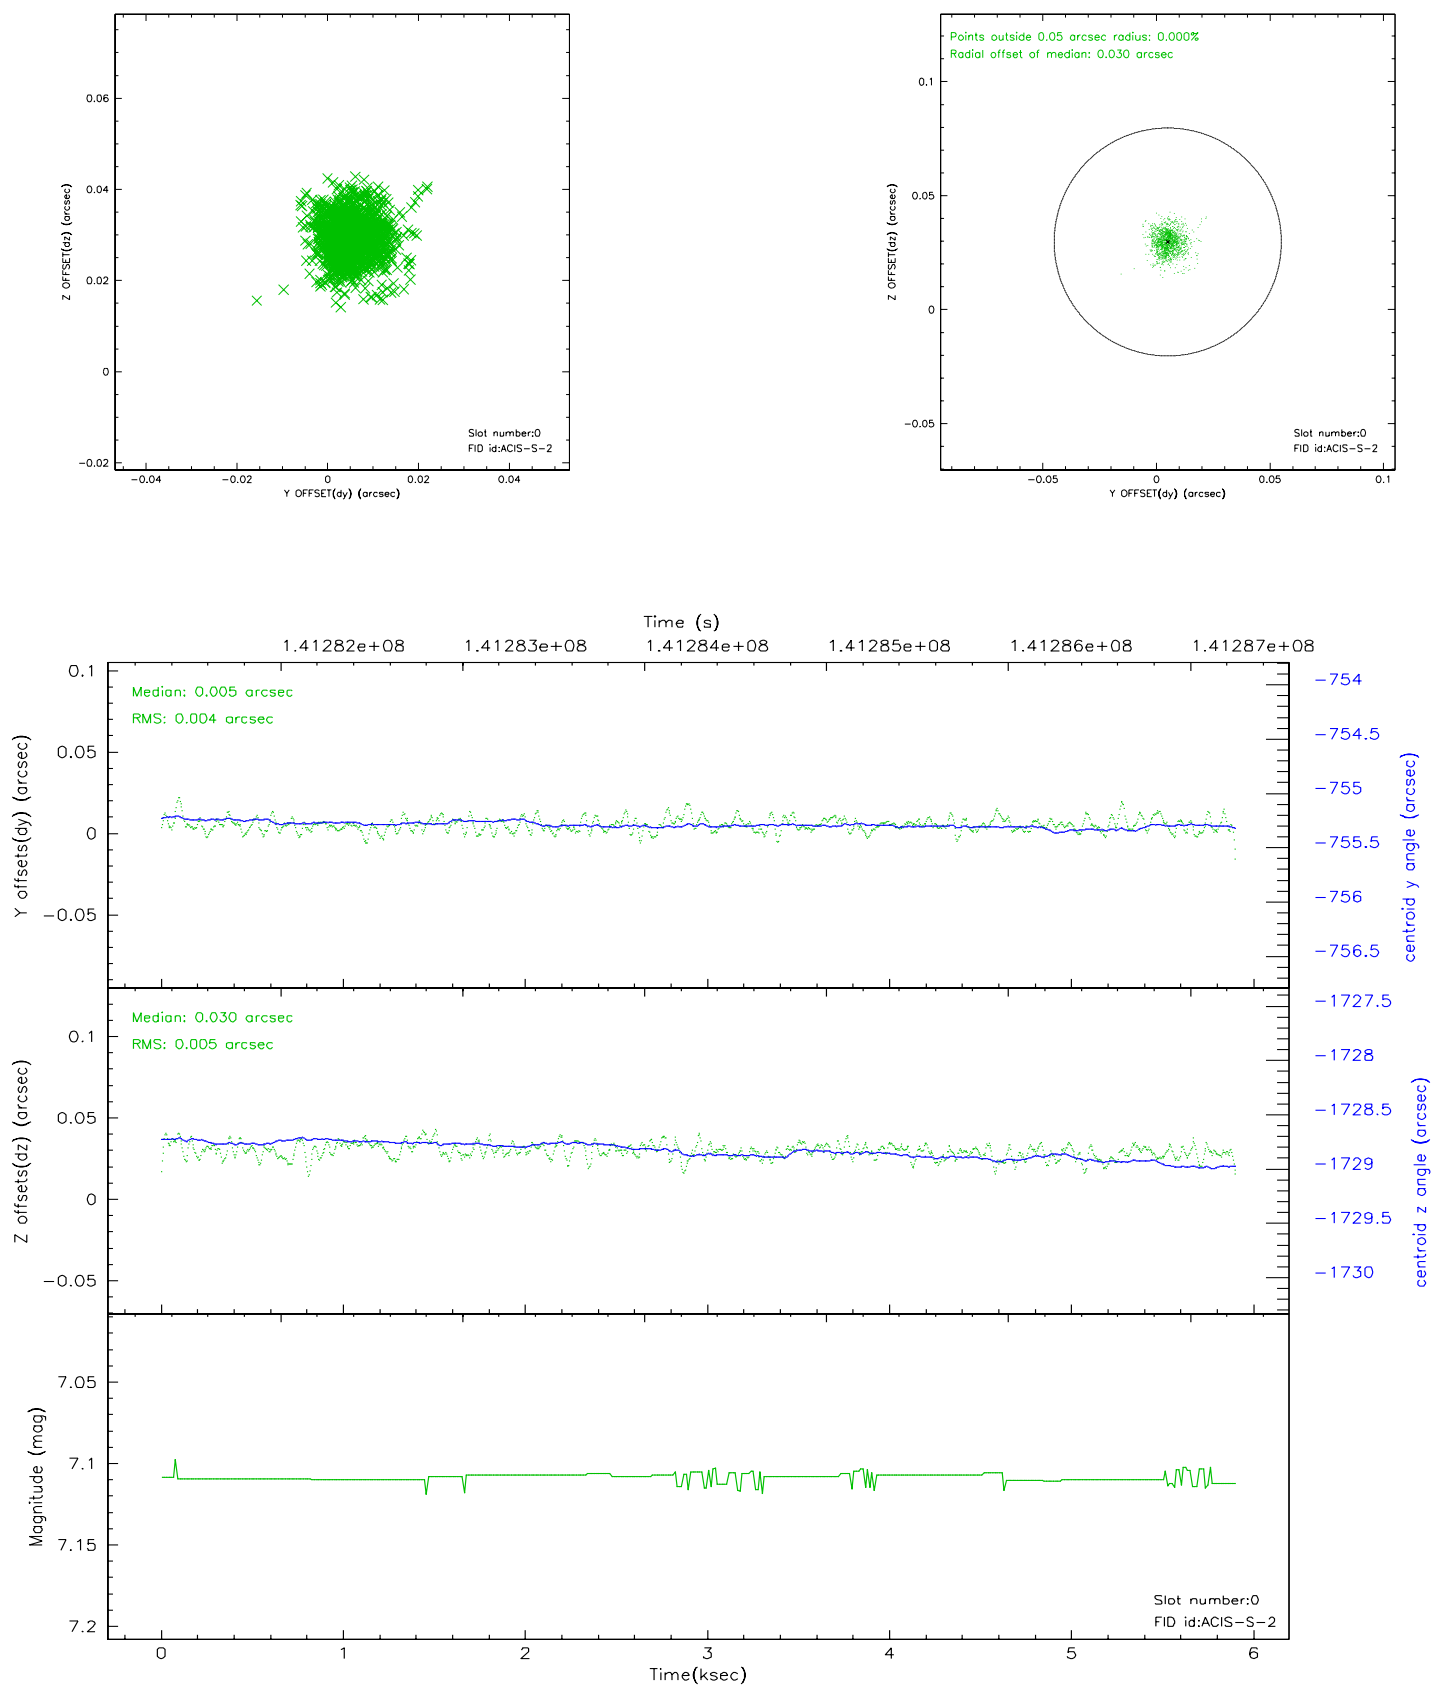 0.06
0.04
0.02
0
−0.02
Z OFFSET(dz) (arcsec)
−0.04
−0.02
0
0.02
0.04
Y OFFSET(dy) (arcsec)
Slot number:0
FID id:ACIS−S−2
Points outside 0.05 arcsec radius: 0.000%
Radial offset of median: 0.030 arcsec
0.1
0.05
0
−0.05
Z OFFSET(dz) (arcsec)
−0.05
0
0.05
0.1
Y OFFSET(dy) (arcsec)
Slot number:0
FID id:ACIS−S−2
Time (s)
1.41282e+08
1.41283e+08
1.41284e+08
1.41285e+08
1.41286e+08
1.41287e+08
Median: 0.005 arcsec
RMS: 0.004 arcsec
0.1
0.05
0
−0.05
Y offsets(dy) (arcsec)
−754
−754.5
−755
−755.5
−756
−756.5
centroid y angle (arcsec)
Median: 0.030 arcsec
RMS: 0.005 arcsec
0.1
0.05
0
−0.05
Z offsets(dz) (arcsec)
−1727.5
−1728
−1728.5
−1729
−1729.5
−1730
centroid z angle (arcsec)
7.05
7.1
7.15
7.2
Magnitude (mag)
Slot number:0
FID id:ACIS−S−2
0
1
2
3
4
5
6
Time(ksec)